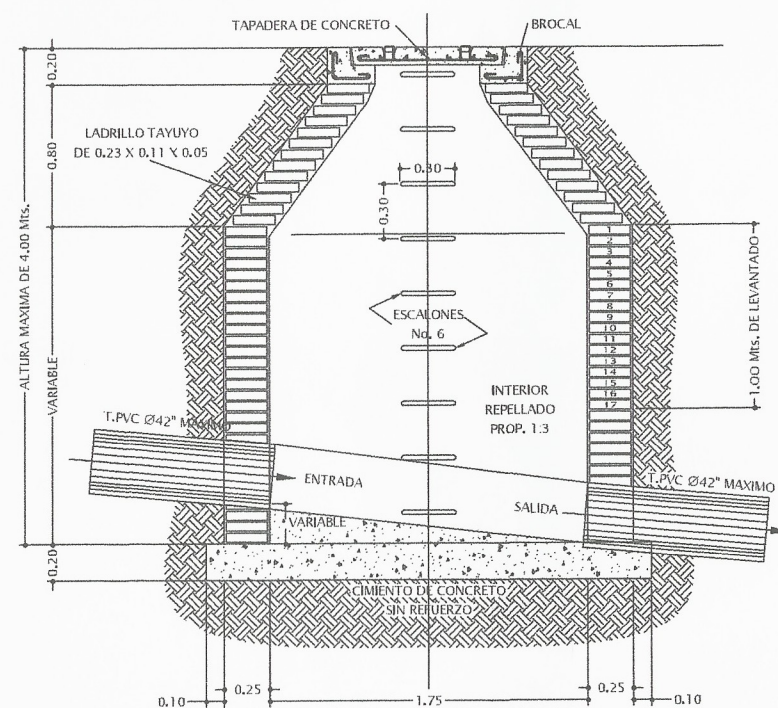 TAPADERA DE CONCRETO
BROCAL
0.20
LADRILLO TAYUYO
DE 0.23 X 0.11 X 0.05
0.80
0.30
0.30
ALTURA MAXIMA DE 4.00 Mts.
VARIABLE
1
2
3
4
5
6
7
8
9
10
11
12
13
14
15
16
17
1.00 Mts. DE LEVANTADO
ESCALONES
No. 6
INTERIOR
REPELLADO
PROP. 1:3
T.PVC Ø42" MAXIMO
ENTRADA
T.PVC Ø42" MAXIMO
SALIDA
VARIABLE
0.20
CIMIENTO DE CONCRETO
SIN REFUERZO
0.10
0.25
1.75
0.25
0.10